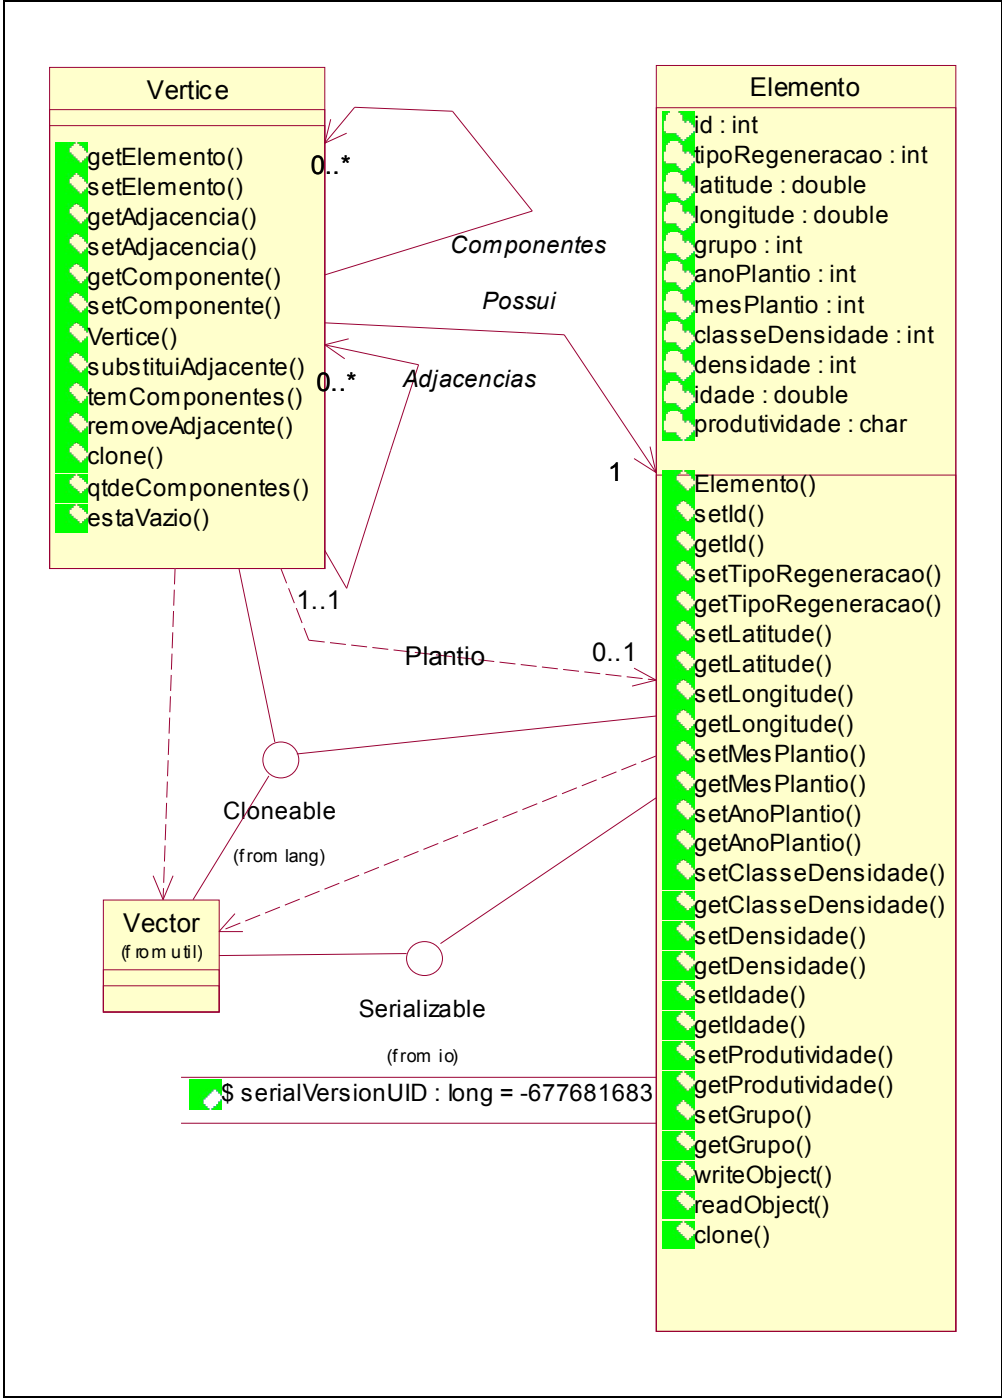 Vertice
getElemento()
setElemento()
getAdjacencia()
setAdjacencia()
getComponente()
setComponente()
Vertice()
substituiAdjacente()
temComponentes()
removeAdjacente()
clone()
qtdeComponentes()
estaVazio()
0..*
Componentes
Possui
0..*
Adjacencias
1
1..1
Plantio
0..1
Elemento
id : int
tipoRegeneracao : int
latitude : double
longitude : double
grupo : int
anoPlantio : int
mesPlantio : int
classeDensidade : int
densidade : int
idade : double
produtividade : char
Elemento()
setId()
getId()
setTipoRegeneracao()
getTipoRegeneracao()
setLatitude()
getLatitude()
setLongitude()
getLongitude()
setMesPlantio()
getMesPlantio()
setAnoPlantio()
getAnoPlantio()
setClasseDensidade()
getClasseDensidade()
setDensidade()
getDensidade()
setIdade()
getIdade()
setProdutividade()
getProdutividade()
setGrupo()
getGrupo()
writeObject()
readObject()
clone()
Cloneable
(from lang)
Vector
(from util)
Serializable
(from io)
$ serialVersionUID : long = -677681683